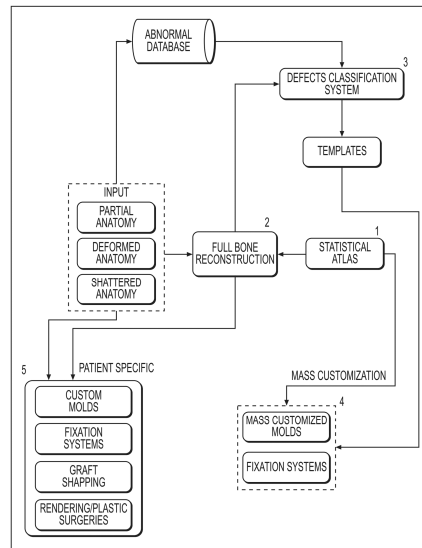 ABNORMAL
DATABASE
3
DEFECTS CLASSIFICATION
SYSTEM
TEMPLATES
INPUT
PARTIAL
ANATOMY
DEFORMED
ANATOMY
SHATTERED
ANATOMY
2
FULL BONE
RECONSTRUCTION
1
STATISTICAL
ATLAS
5
PATIENT SPECIFIC
CUSTOM
MOLDS
FIXATION
SYSTEMS
GRAFT
SHAPPING
RENDERING/PLASTIC
SURGERIES
MASS CUSTOMIZATION
4
MASS CUSTOMIZED
MOLDS
FIXATION SYSTEMS